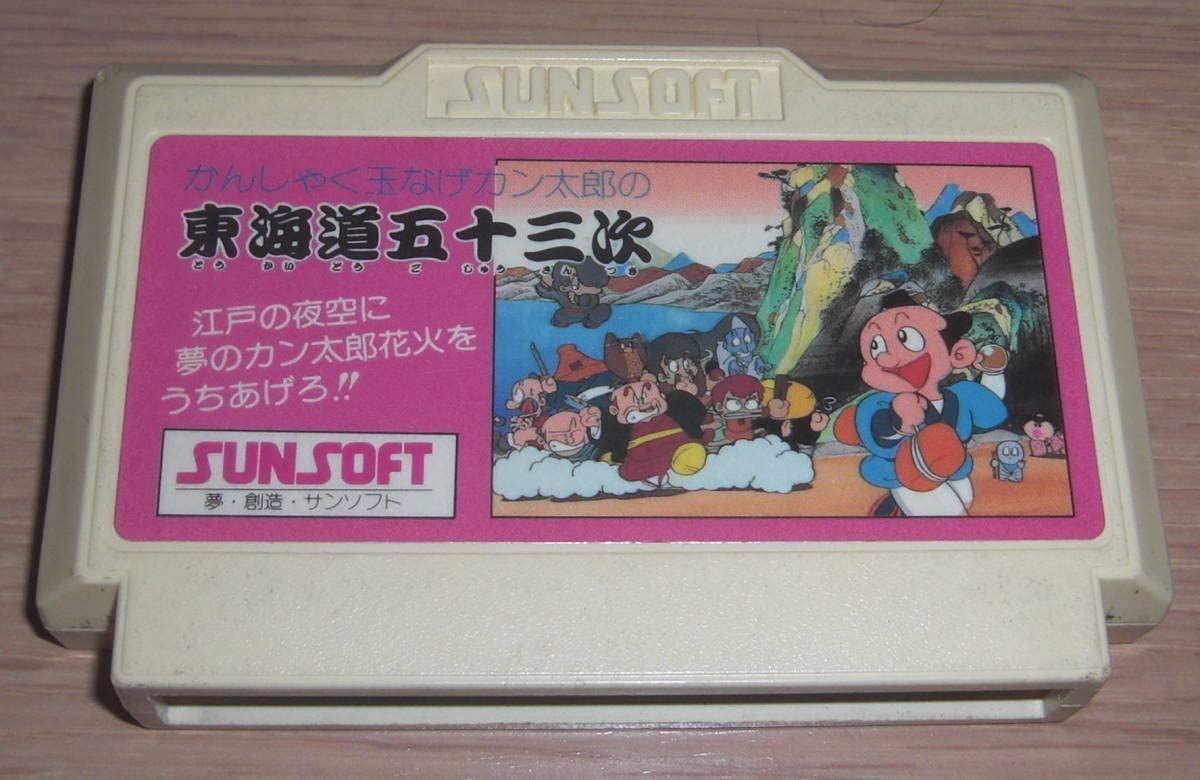 SUNSOFT
かんしゃく玉なげカン太郎の
東海道五十三次
とうかいどうごじゅうさんつぎ
江戸の夜空に
夢のカン太郎花火を
うちあげろ!!
SUNSOFT
夢・創造・サンソフト